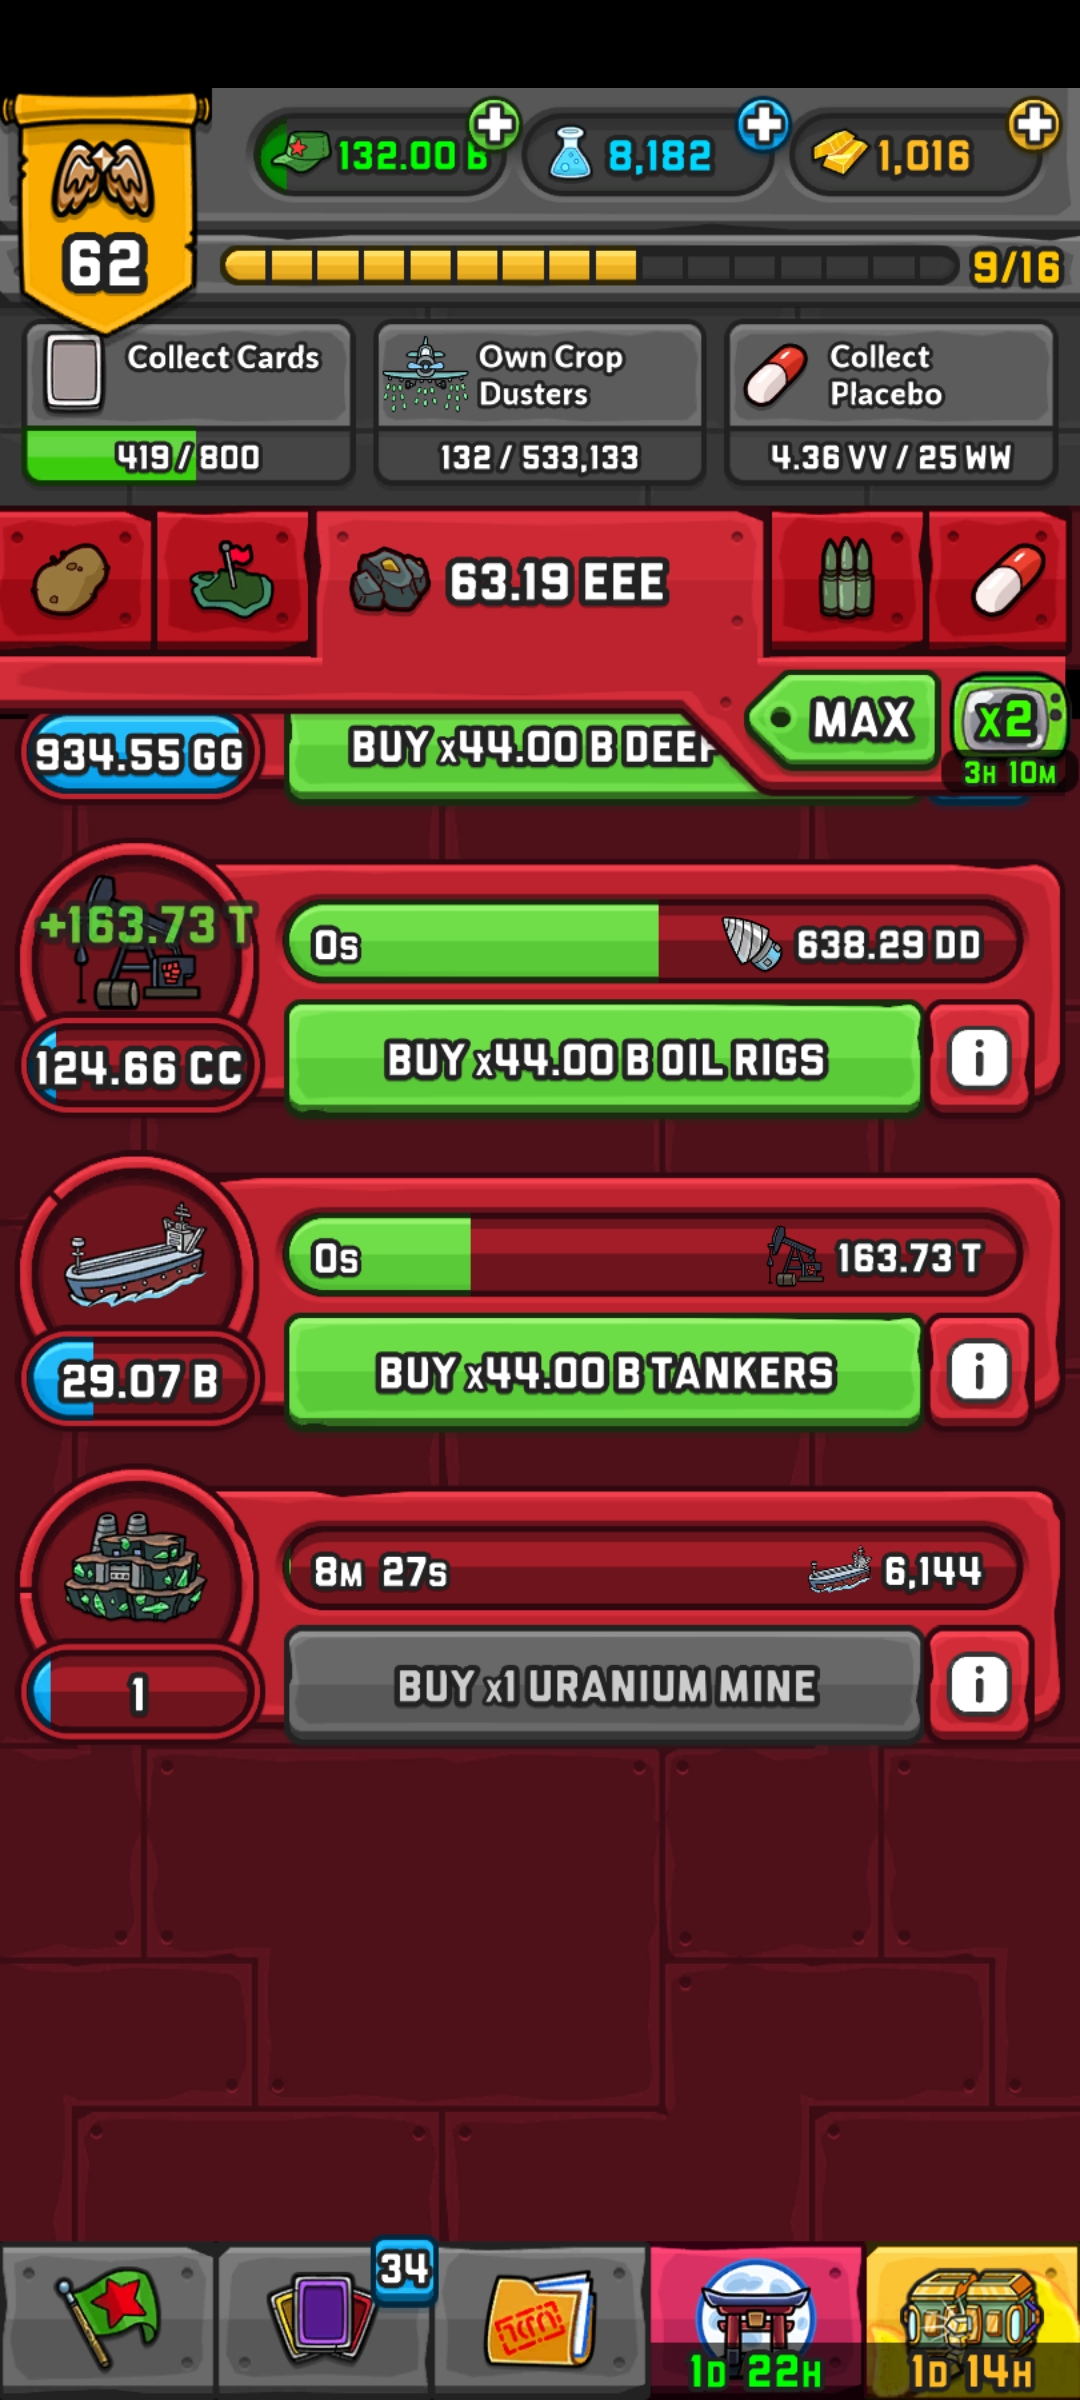 132.00 B
8,182
1,016
62
9/16
Collect Cards
419 / 800
Own Crop
Dusters
132 / 533,133
Collect
Placebo
4.36 VV / 25 WW
63.19 EEE
MAX
x2
3H 10M
934.55 GG
BUY x44.00 B DEEP
+163.73 T
0s
638.29 DD
124.66 CC
BUY x44.00 B OIL RIGS
i
0s
163.73 T
29.07 B
BUY x44.00 B TANKERS
i
8M 27s
6,144
1
BUY x1 URANIUM MINE
i
34
1D 22H
1D 14H